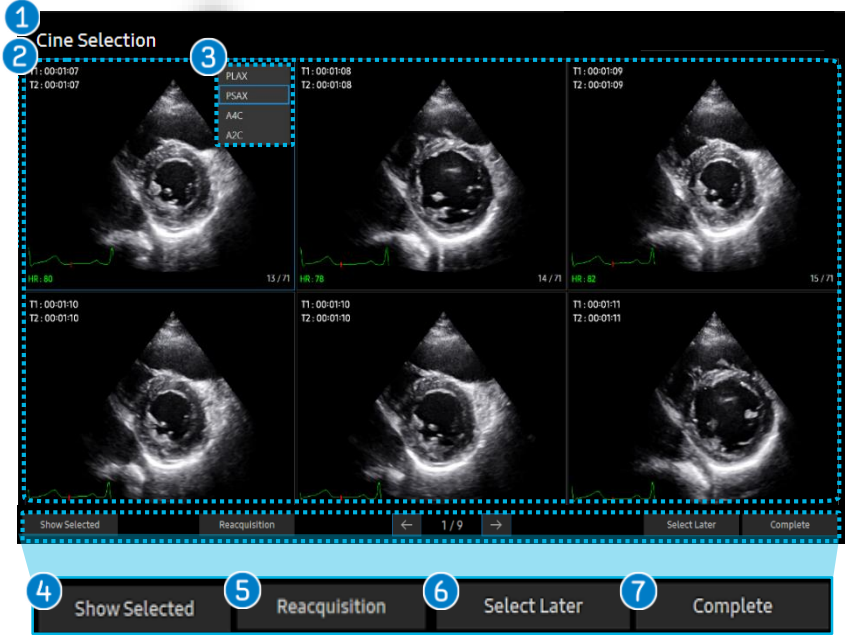 1
Cine Selection
2
3
T1 : 00:01:07
T2 : 00:01:07
PLAX
PSAX
A4C
A2C
HR : 80
13 / 71
T1 : 00:01:08
T2 : 00:01:08
HR : 78
14 / 71
T1 : 00:01:09
T2 : 00:01:09
HR : 82
15 / 71
T1 : 00:01:10
T2 : 00:01:10
T1 : 00:01:10
T2 : 00:01:10
T1 : 00:01:11
T2 : 00:01:11
Show Selected
Reacquisition
← 1 / 9 →
Select Later
Complete
4 Show Selected
5 Reacquisition
6 Select Later
7 Complete